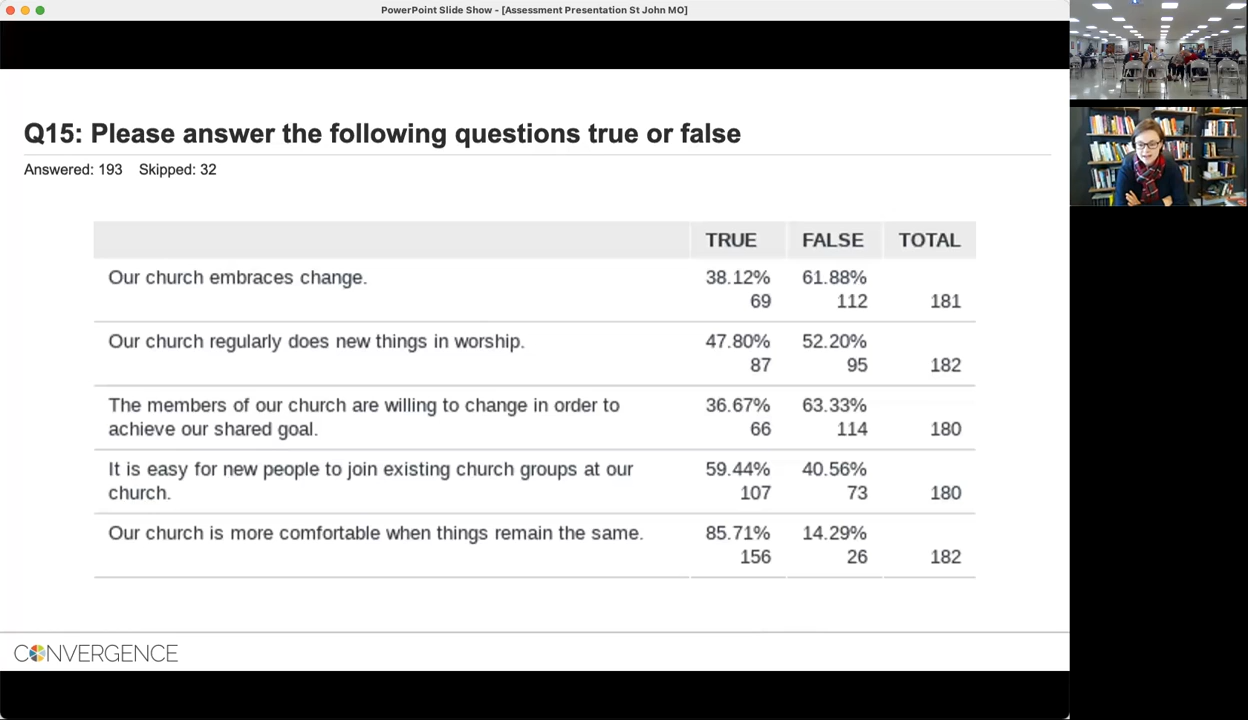 PowerPoint Slide Show - [Assessment Presentation St John MO]
Q15: Please answer the following questions true or false
Answered: 193 Skipped: 32
TRUE FALSE TOTAL
Our church embraces change. 38.12% 61.88%
69 112 181
Our church regularly does new things in worship. 47.80% 52.20%
87 95 182
The members of our church are willing to change in order to 36.67% 63.33%
achieve our shared goal. 66 114 180
It is easy for new people to join existing church groups at our 59.44% 40.56%
church. 107 73 180
Our church is more comfortable when things remain the same. 85.71% 14.29%
156 26 182
CONVERGENCE